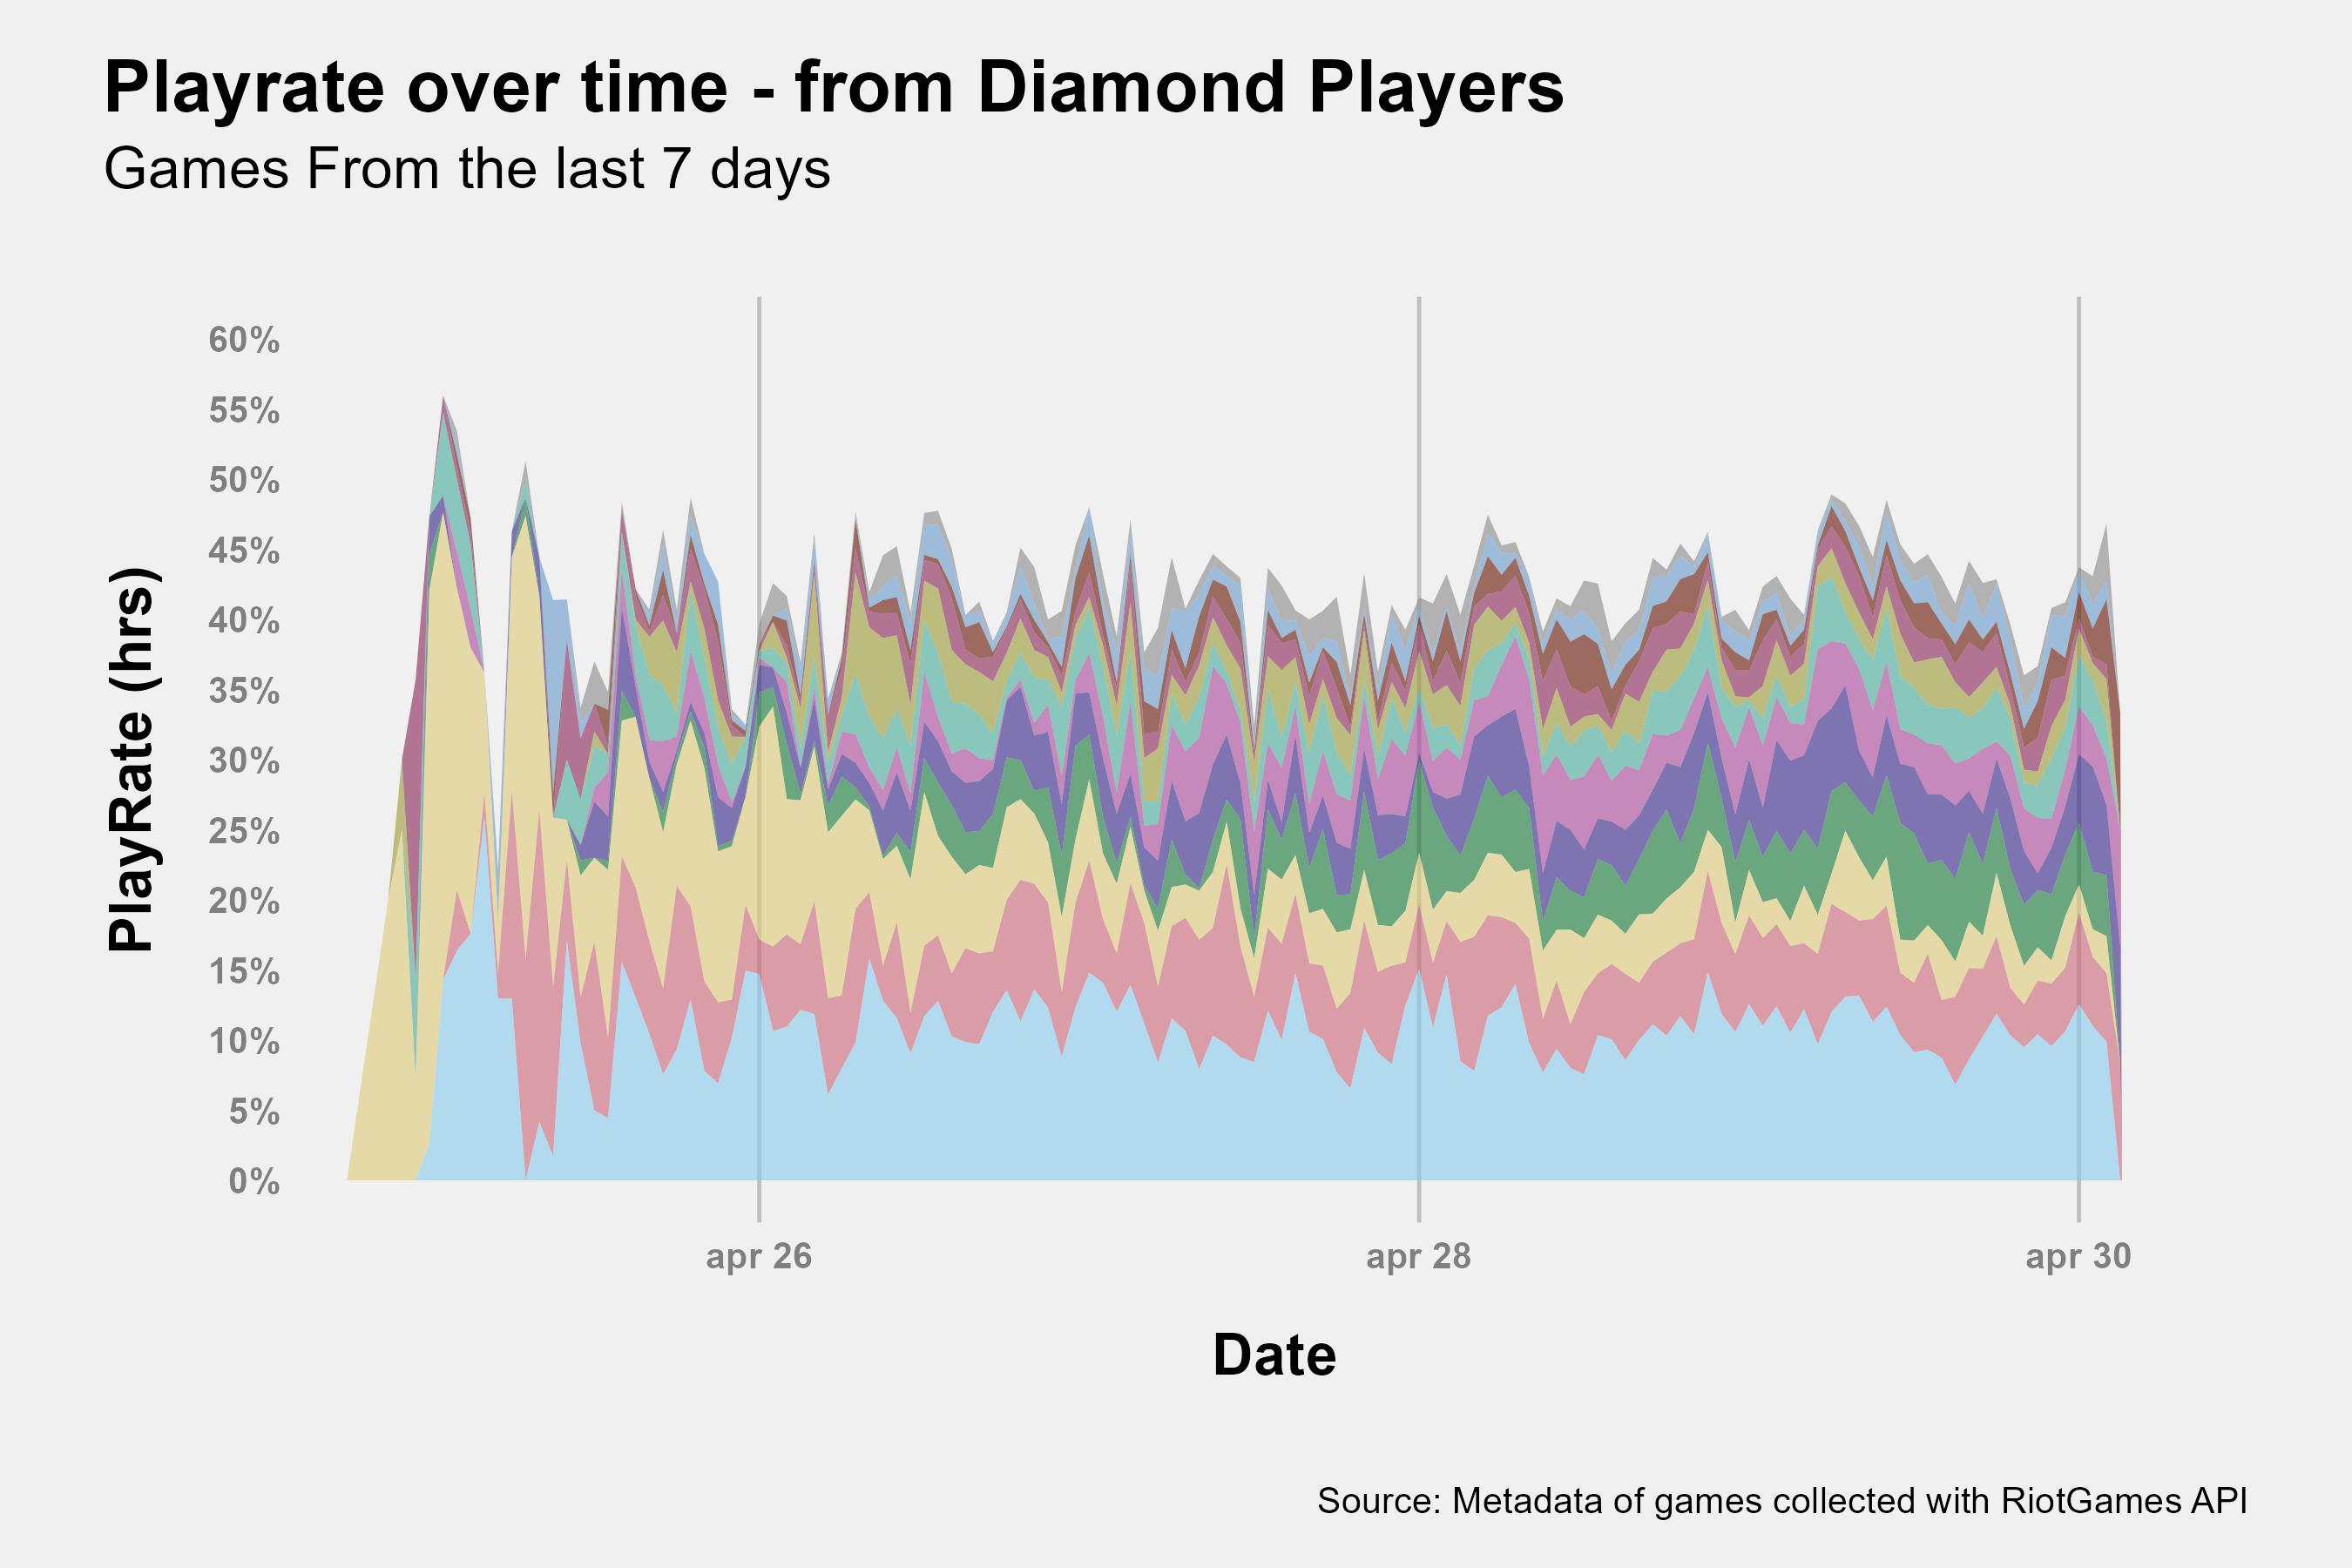 Playrate over time - from Diamond Players
Games From the last 7 days
60%
55%
50%
45%
40%
35%
30%
25%
20%
15%
10%
5%
0%
PlayRate (hrs)
apr 26
apr 28
apr 30
Date
Source: Metadata of games collected with RiotGames API